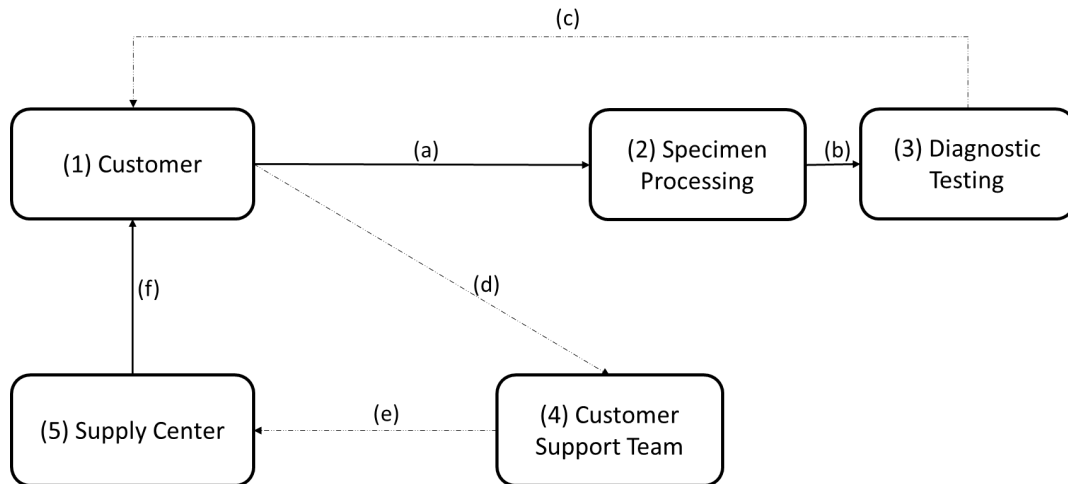 (c)
(1) Customer
(a)
(2) Specimen
Processing
(b)
(3) Diagnostic
Testing
(d)
(f)
(5) Supply Center
(e)
(4) Customer
Support Team